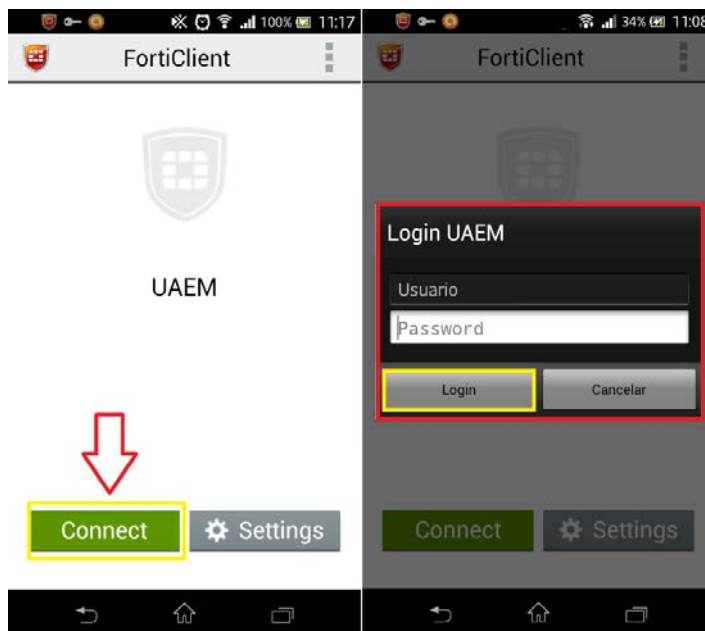 100% 11:17
FortiClient
UAEM
Connect
Settings
34% 11:08
FortiClient
Login UAEM
Usuario
Password
Login
Cancelar
Connect
Settings